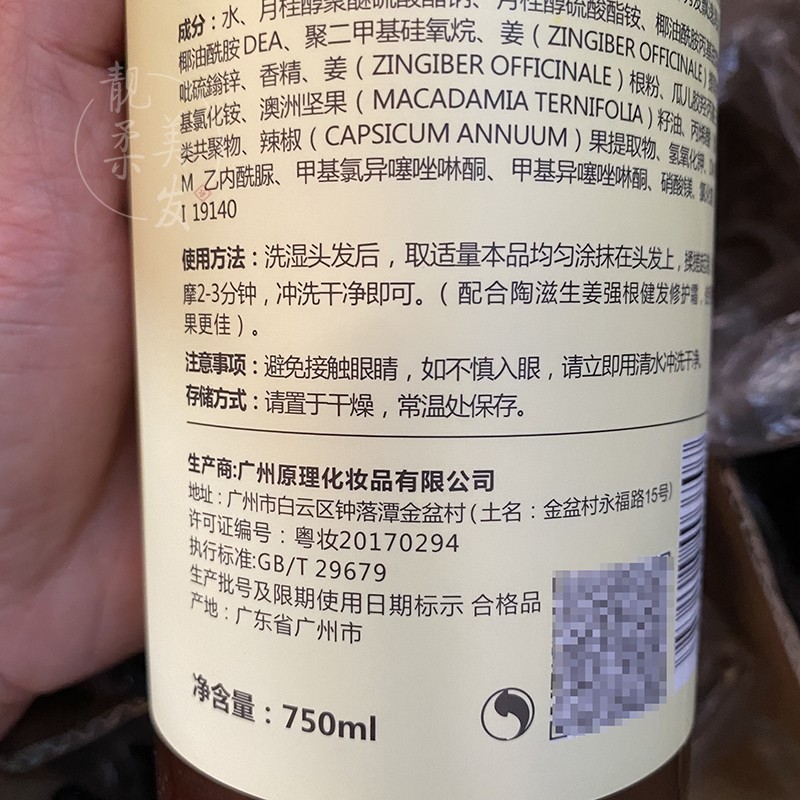 成分：水、月桂醇聚醚硫酸酯钠、月桂醇硫酸酯铵、椰油酰胺丙基
椰油酰胺DEA、聚二甲基硅氧烷、姜（ZINGIBER OFFICINALE）
吡硫鎓锌、香精、姜（ZINGIBER OFFICINALE）根粉、瓜儿胶
基氯化铵、澳洲坚果（MACADAMIA TERNIFOLIA）籽油、丙烯酸
类共聚物、辣椒（CAPSICUM ANNUUM）果提取物、氢氧化钾、
M 乙内酰脲、甲基氯异噻唑啉酮、甲基异噻唑啉酮、硝酸镁、
I 19140
使用方法：洗湿头发后，取适量本品均匀涂抹在头发上，揉搓
摩2-3分钟，冲洗干净即可。（配合陶滋生姜强根健发修护霜，
果更佳）。
注意事项：避免接触眼睛，如不慎入眼，请立即用清水冲洗干净。
存储方式：请置于干燥，常温处保存。
生产商:广州原理化妆品有限公司
地址：广州市白云区钟落潭金盆村（土名：金盆村永福路15号）
许可证编号：粤妆20170294
执行标准:GB/T 29679
生产批号及限期使用日期标示 合格品
产地：广东省广州市
净含量：750ml
靓柔美发